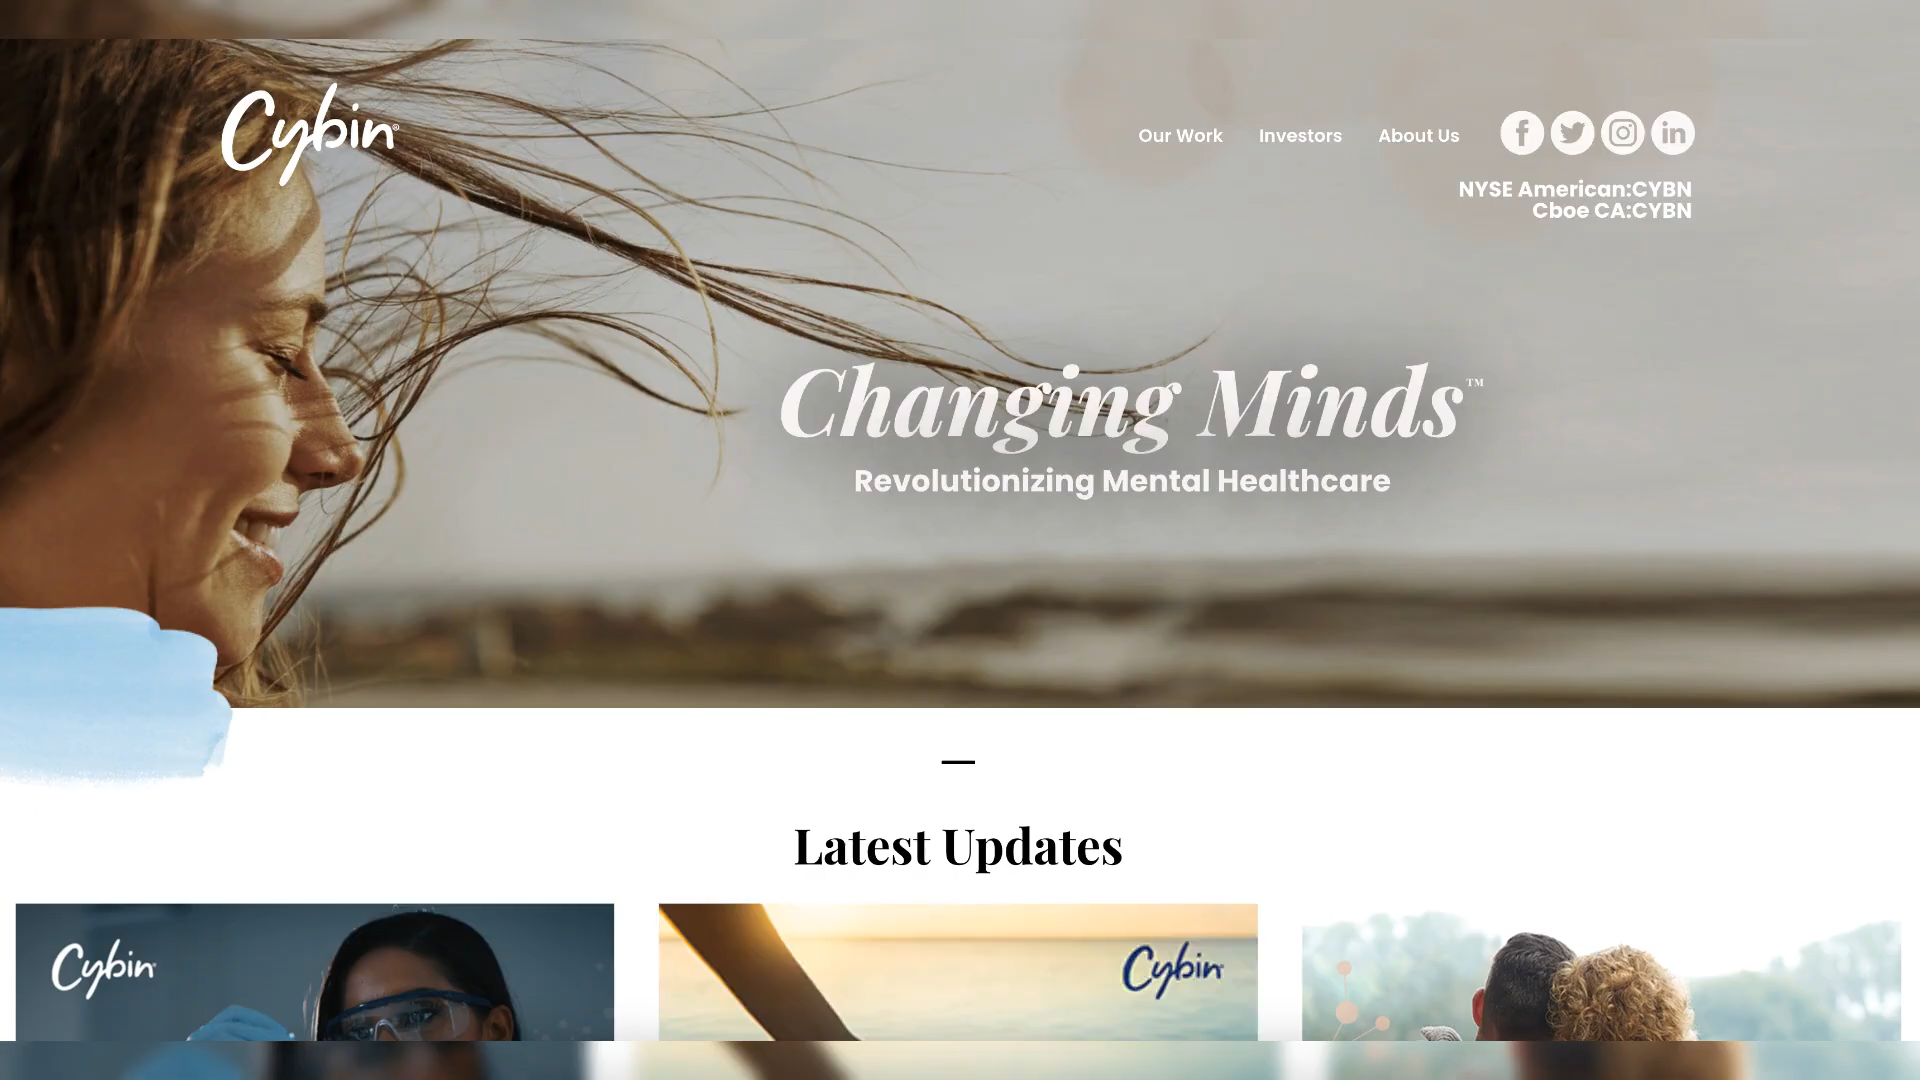 Cybin®
Our Work Investors About Us
NYSE American:CYBN
Cboe CA:CYBN
Changing Minds™
Revolutionizing Mental Healthcare
Latest Updates
Cybin
Cybin